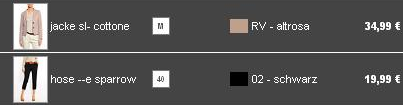 jacke sl- cottone M RV - altrosa 34,99 €
hose --e sparrow 40 02 - schwarz 19,99 €